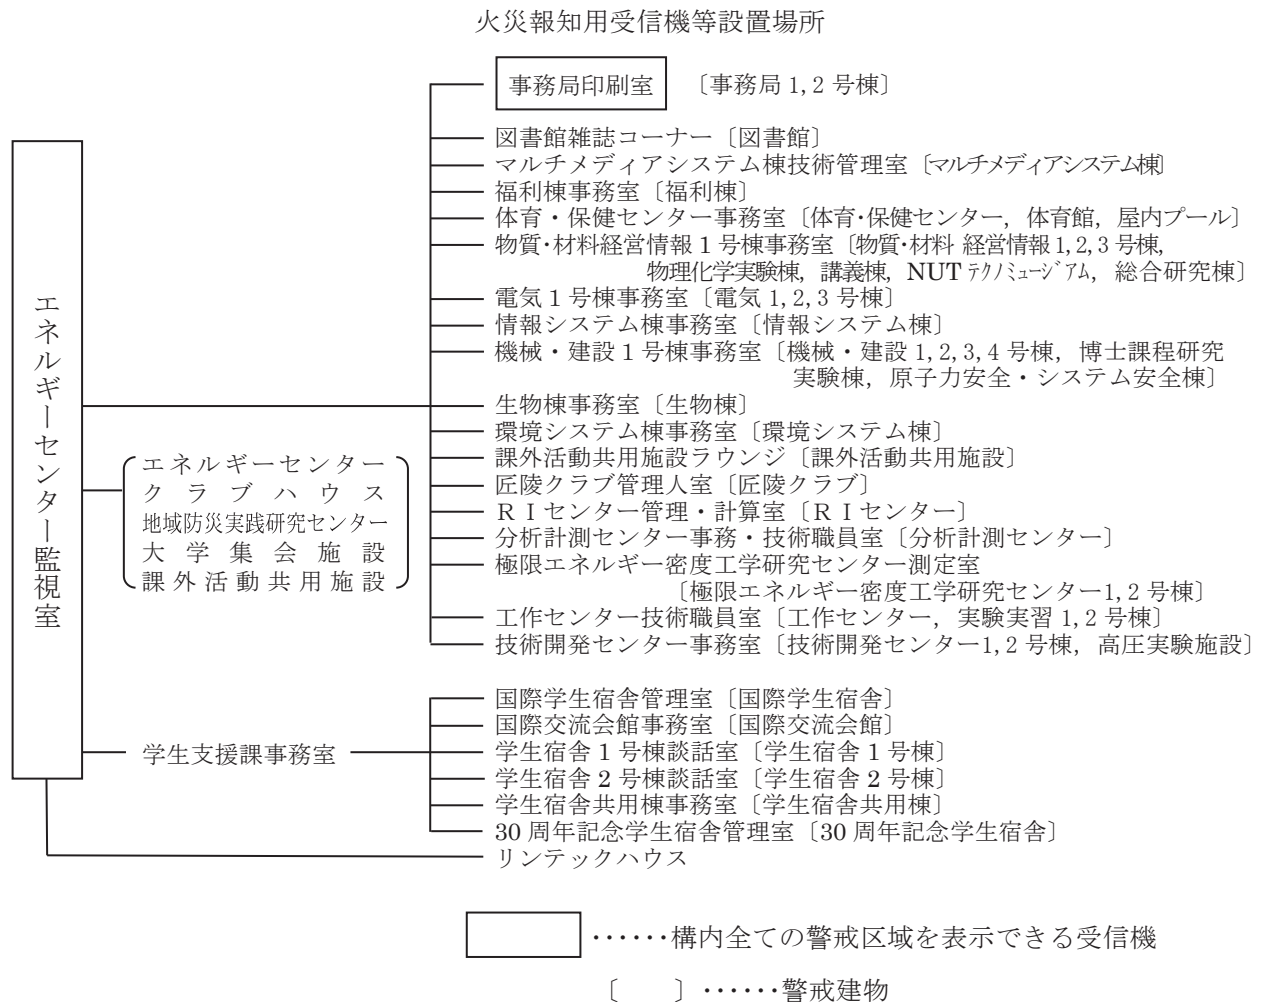 火災報知用受信機等設置場所
事務局印刷室 〔事務局 1, 2 号棟〕
図書館雑誌コーナー〔図書館〕
マルチメディアシステム棟技術管理室〔マルチメディアシステム棟〕
福利棟事務室〔福利棟〕
体育・保健センター事務室〔体育・保健センター，体育館，屋内プール〕
物質・材料経営情報 1 号棟事務室〔物質・材料 経営情報 1, 2, 3 号棟，
物理化学実験棟，講義棟，NUT テクノミュージアム，総合研究棟〕
電気 1 号棟事務室〔電気 1, 2, 3 号棟〕
情報システム棟事務室〔情報システム棟〕
機械・建設 1 号棟事務室〔機械・建設 1, 2, 3, 4 号棟，博士課程研究
実験棟，原子力安全・システム安全棟〕
生物棟事務室〔生物棟〕
環境システム棟事務室〔環境システム棟〕
課外活動共用施設ラウンジ〔課外活動共用施設〕
匠陵クラブ管理人室〔匠陵クラブ〕
ＲＩセンター管理・計算室〔ＲＩセンター〕
分析計測センター事務・技術職員室〔分析計測センター〕
極限エネルギー密度工学研究センター測定室
〔極限エネルギー密度工学研究センター1, 2 号棟〕
工作センター技術職員室〔工作センター，実験実習 1, 2 号棟〕
技術開発センター事務室〔技術開発センター1, 2 号棟，高圧実験施設〕
エネルギーセンター監視室
エネルギーセンター
クラブハウス
地域防災実践研究センター
大学集会施設
課外活動共用施設
学生支援課事務室
国際学生宿舎管理室〔国際学生宿舎〕
国際交流会館事務室〔国際交流会館〕
学生宿舎 1 号棟談話室〔学生宿舎 1 号棟〕
学生宿舎 2 号棟談話室〔学生宿舎 2 号棟〕
学生宿舎共用棟事務室〔学生宿舎共用棟〕
30 周年記念学生宿舎管理室〔30 周年記念学生宿舎〕
リンテックハウス
・・・・・・構内全ての警戒区域を表示できる受信機
〔　　〕・・・・・・警戒建物